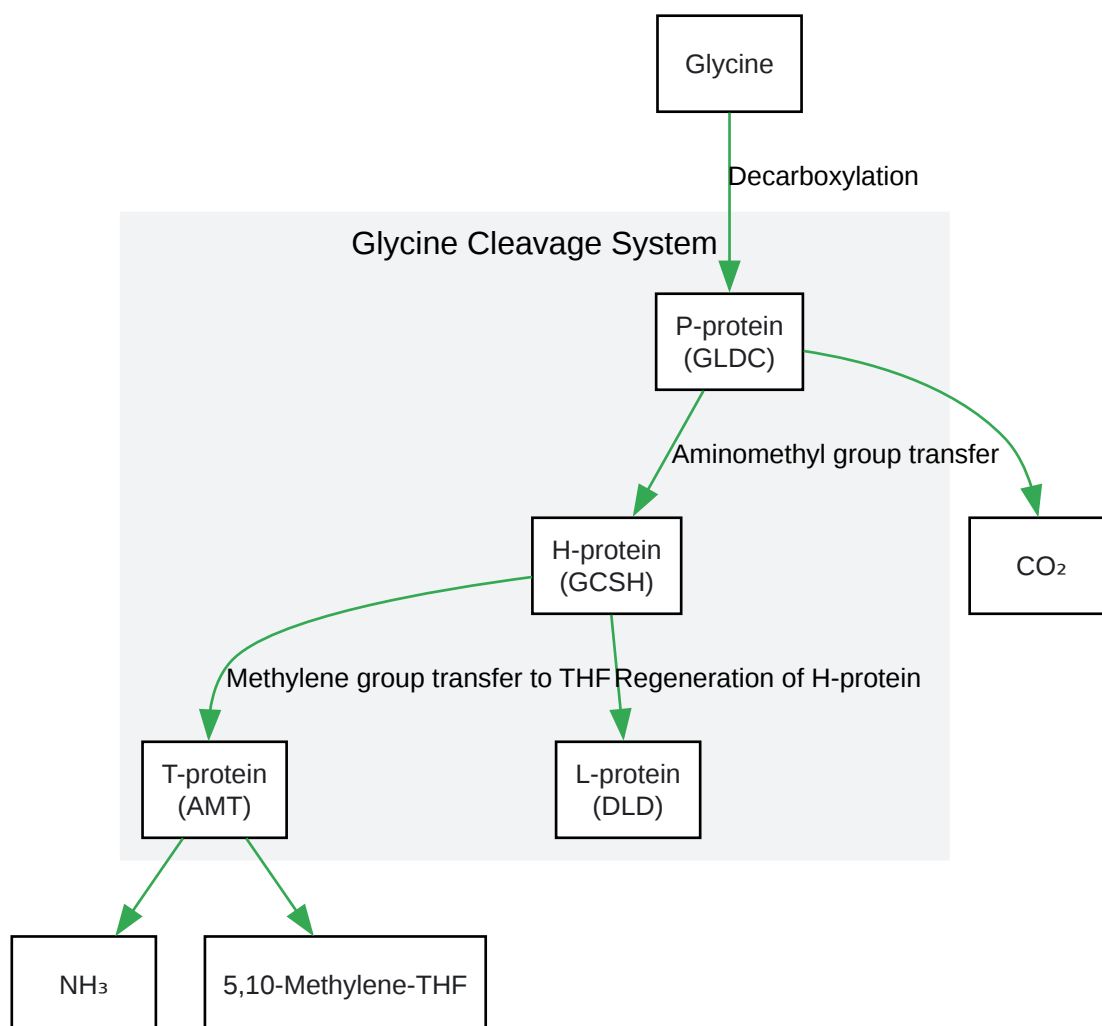 Glycine
Decarboxylation
Glycine Cleavage System
P-protein
(GLDC)
Aminomethyl group transfer
H-protein
(GCSH)
CO₂
Methylene group transfer to THF
Regeneration of H-protein
T-protein
(AMT)
L-protein
(DLD)
NH₃
5,10-Methylene-THF